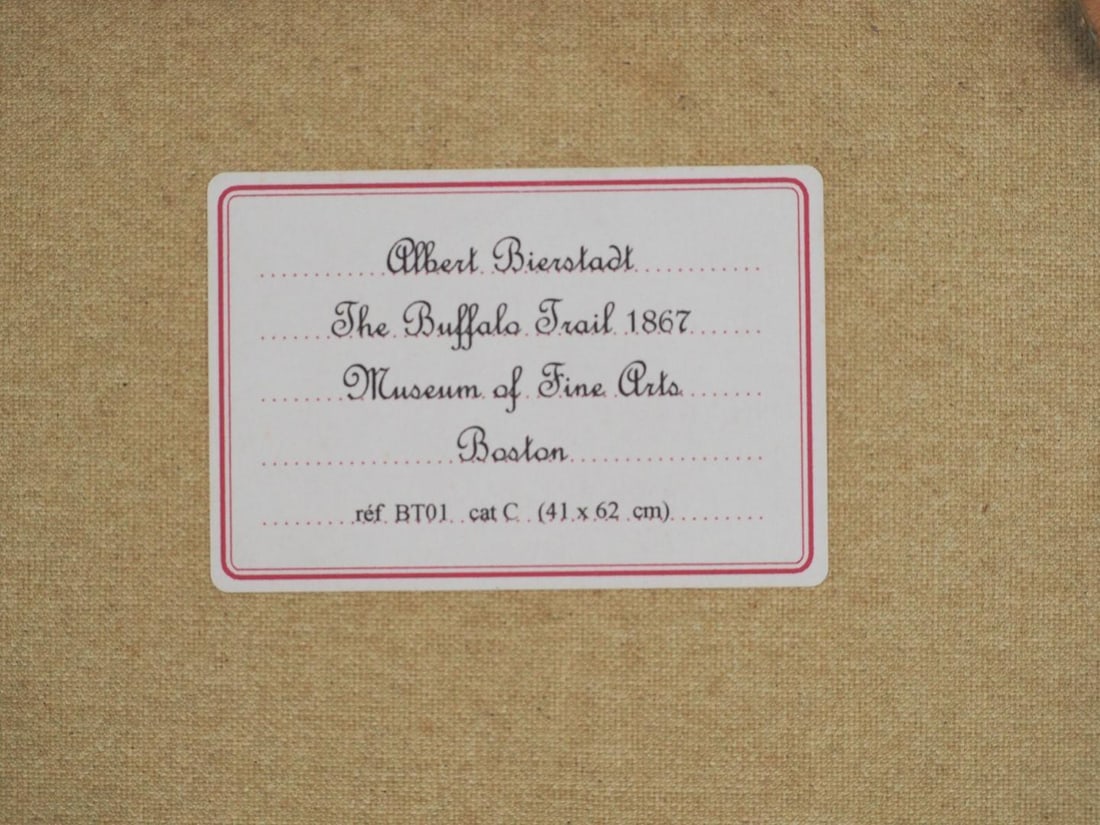 Albert Bierstadt
The Buffalo Trail 1867
Museum of Fine Arts
Boston
réf BT01 cat C (41 x 62 cm)